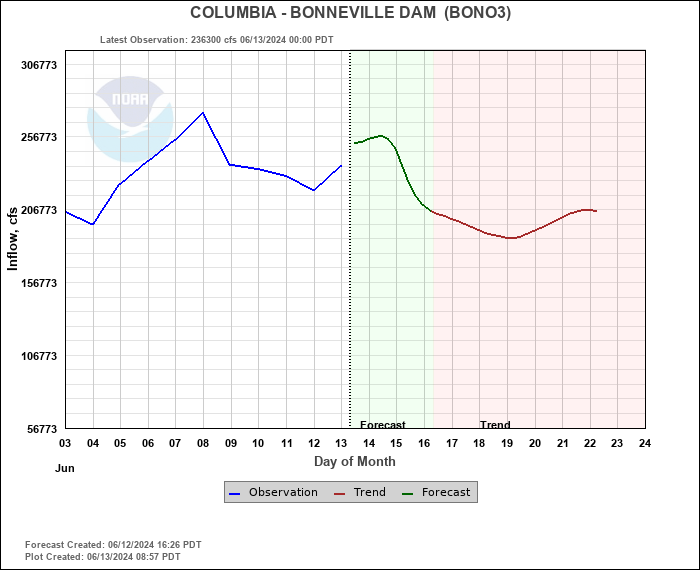 COLUMBIA - BONNEVILLE DAM (BONO3)
Latest Observation: 236300 cfs 06/13/2024 00:00 PDT
306773
NOAA
256773
206773
Inflow, cfs
156773
106773
56773
Forecast Trend
03 04 05 06 07 08 09 10 11 12 13 14 15 16 17 18 19 20 21 22 23 24
Jun
Day of Month
Observation Trend Forecast
Forecast Created: 06/12/2024 16:26 PDT
Plot Created: 06/13/2024 08:57 PDT